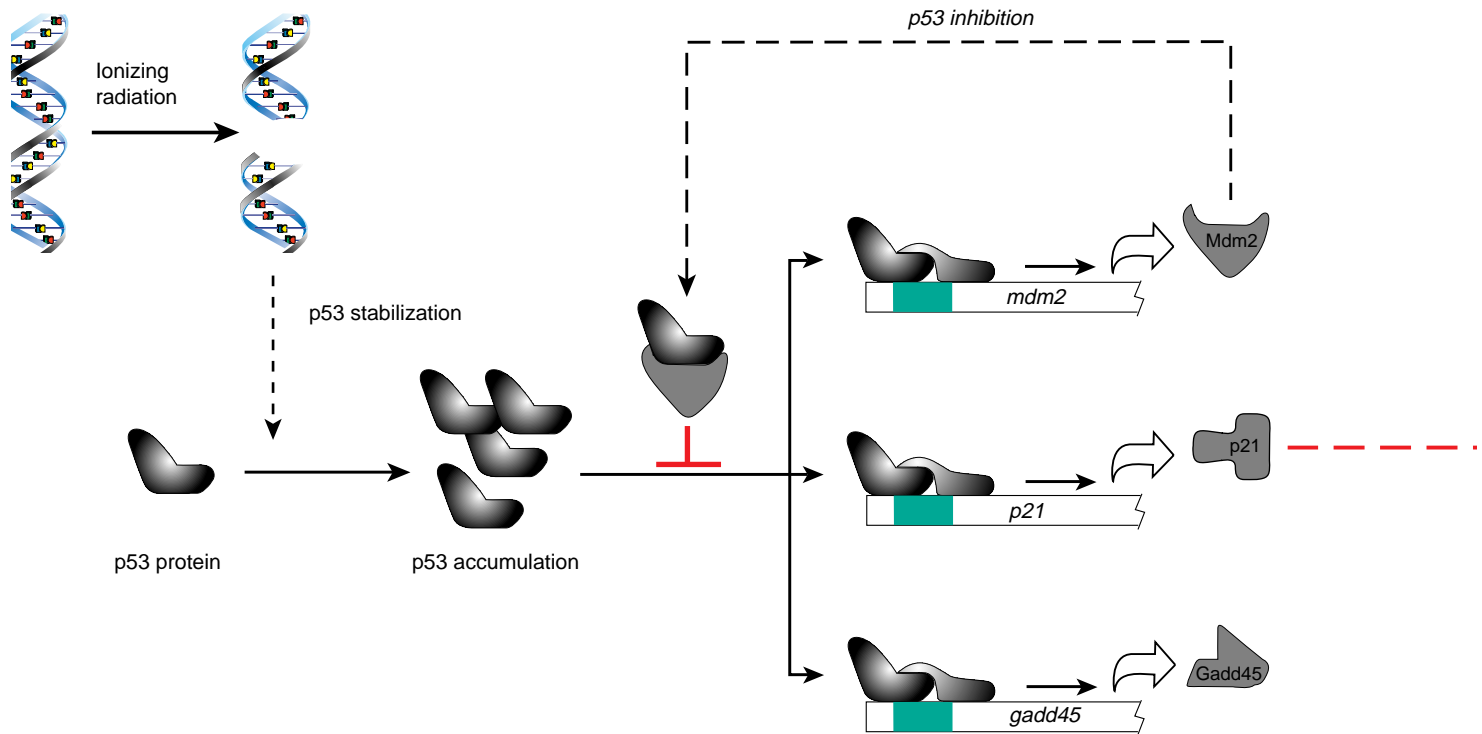 p53 inhibition
Ionizing
radiation
Mdm2
mdm2
p53 stabilization
p21
p21
p53 protein
p53 accumulation
Gadd45
gadd45